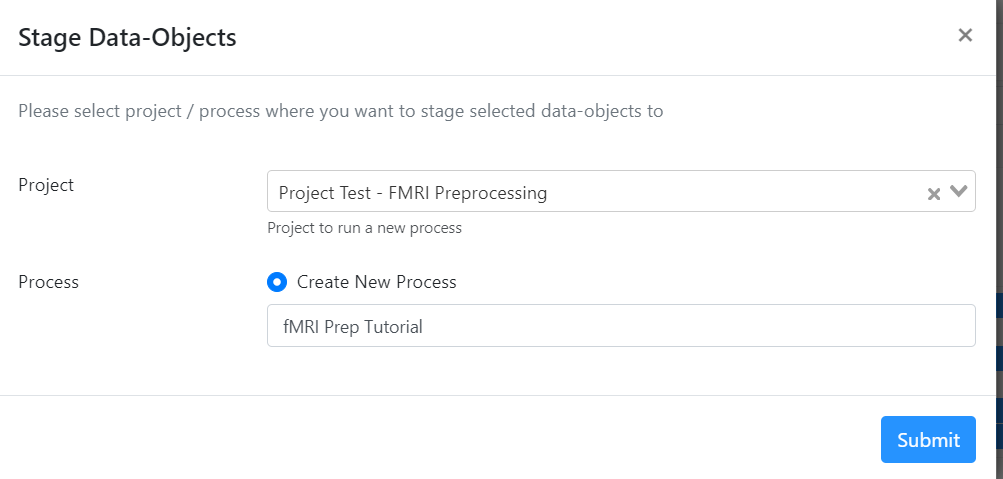 Stage Data-Objects
Please select project / process where you want to stage selected data-objects to
Project
Project Test - FMRI Preprocessing
Project to run a new process
Process
Create New Process
fMRI Prep Tutorial
Submit